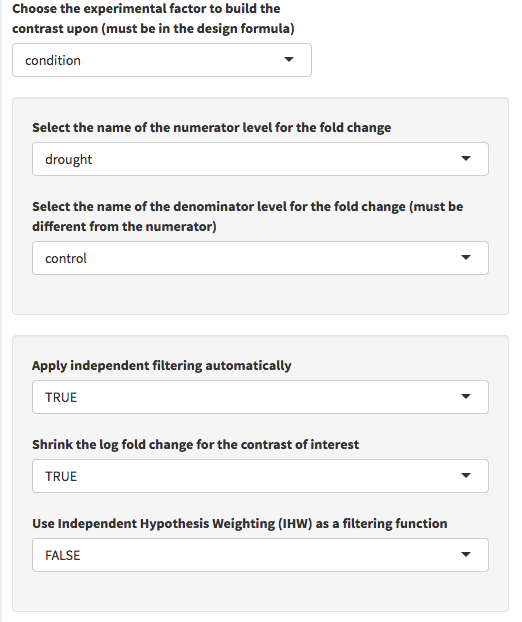 Choose the experimental factor to build the
contrast upon (must be in the design formula)
condition
Select the name of the numerator level for the fold change
drought
Select the name of the denominator level for the fold change (must be
different from the numerator)
control
Apply independent filtering automatically
TRUE
Shrink the log fold change for the contrast of interest
TRUE
Use Independent Hypothesis Weighting (IHW) as a filtering function
FALSE